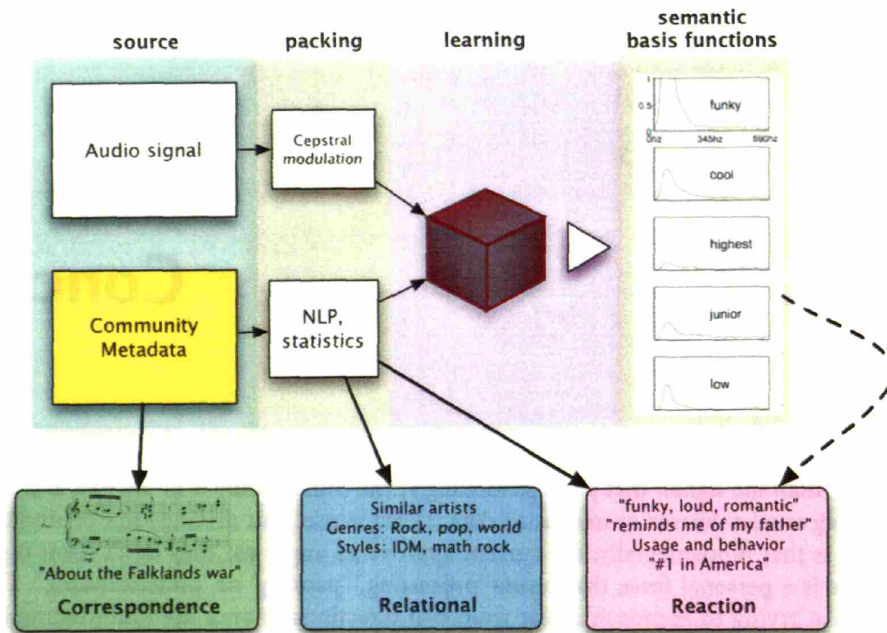 source
packing
learning
semantic
basis functions
Audio signal
Cepstral
modulation
1
0.5
funky
0hz 345hz 690hz
cool
highest
junior
low
Community
Metadata
NLP,
statistics
"About the Falklands war"
Correspondence
Similar artists
Genres: Rock, pop, world
Styles: IDM, math rock
Relational
"funky, loud, romantic"
"reminds me of my father"
Usage and behavior
"#1 in America"
Reaction